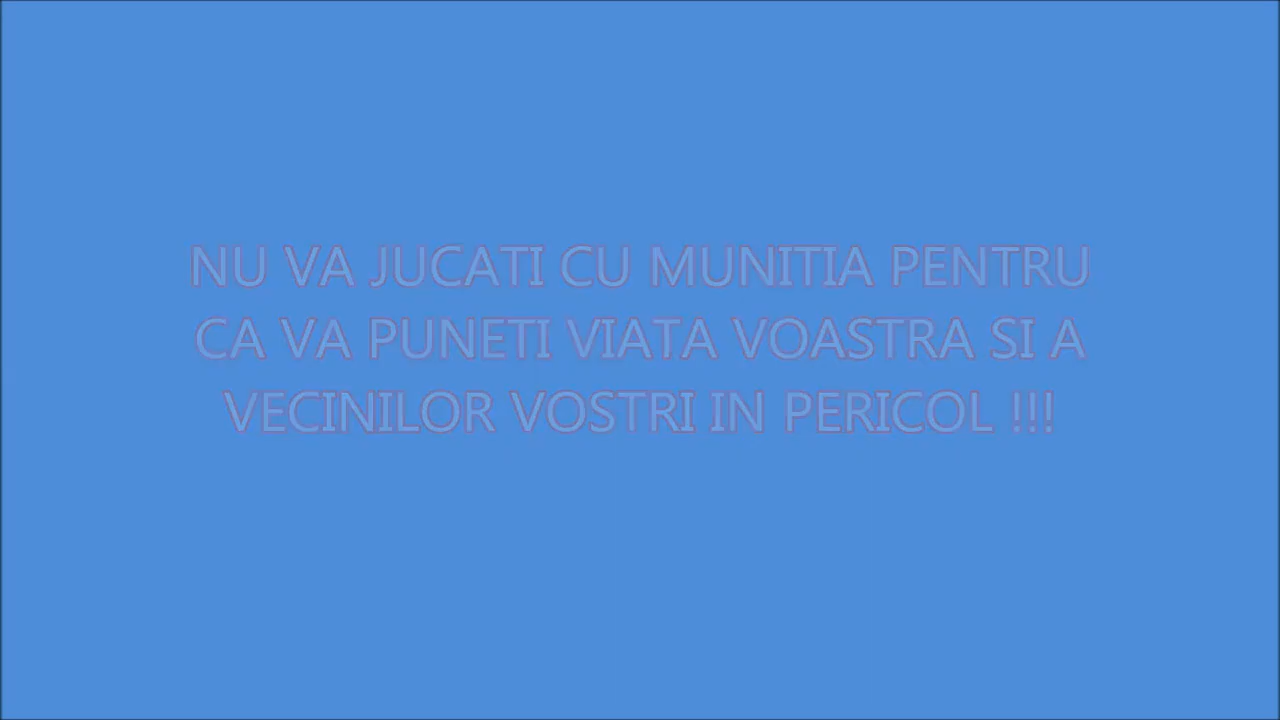 NU VA JUCATI CU MUNITIA PENTRU
CA VA PUNETI VIATA VOASTRA SI A
VECINILOR VOSTRI IN PERICOL !!!